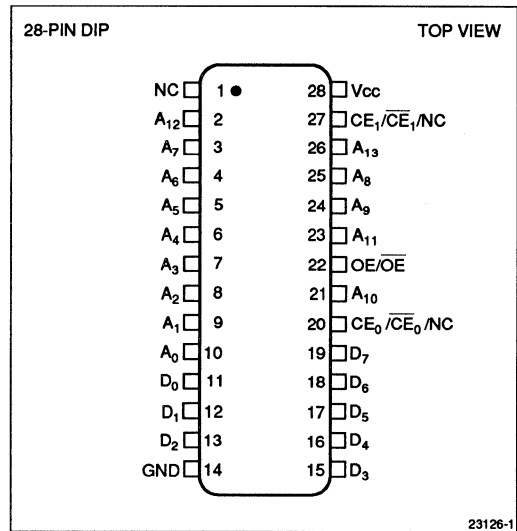 28-PIN DIP TOP VIEW
NC 1 28 Vcc
A12 2 27 CE1/CE1/NC
A7 3 26 A13
A6 4 25 A8
A5 5 24 A9
A4 6 23 A11
A3 7 22 OE/OE
A2 8 21 A10
A1 9 20 CE0/CE0/NC
A0 10 19 D7
D0 11 18 D6
D1 12 17 D5
D2 13 16 D4
GND 14 15 D3
23126-1